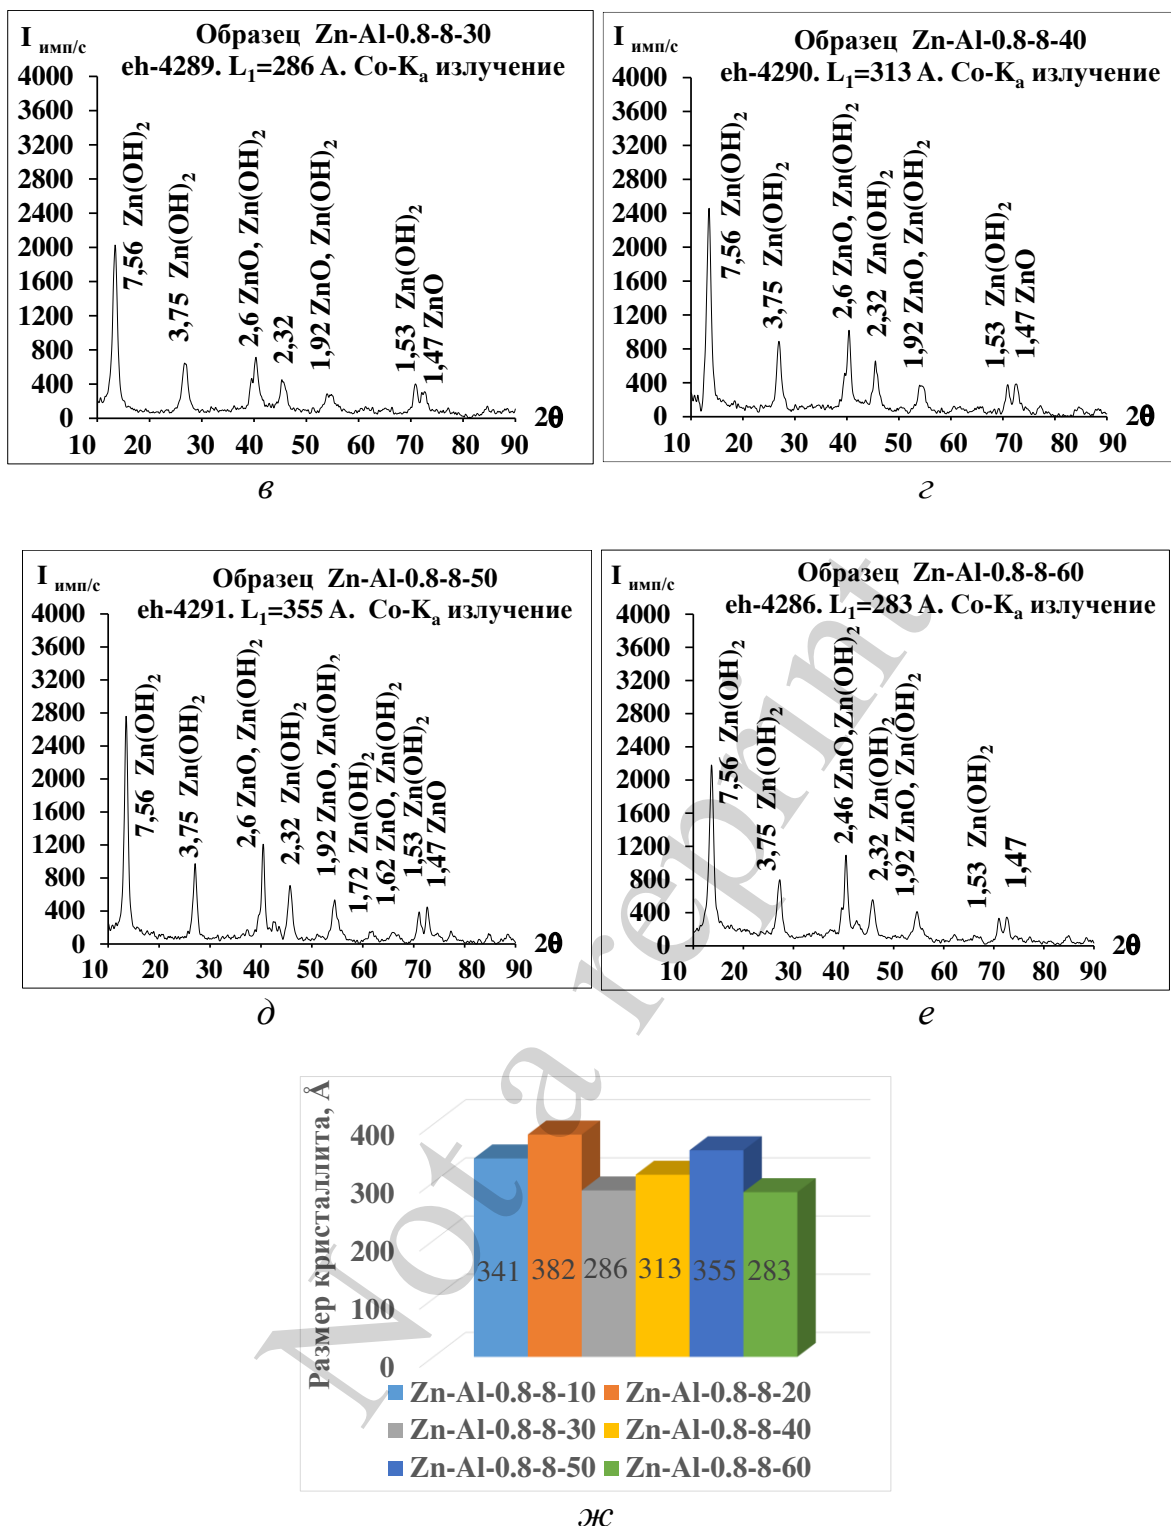 I имп/с
Образец Zn-Al-0.8-8-30
eh-4289. L₁=286 A. Co-Kₐ излучение
4000
3600
3200
2800
2400
2000
1600
1200
800
400
0
7,56 Zn(OH)₂
3,75 Zn(OH)₂
2,6 ZnO, Zn(OH)₂
2,32
1,92 ZnO, Zn(OH)₂
1,53 Zn(OH)₂
1,47 ZnO
10 20 30 40 50 60 70 80 90
2θ
в
I имп/с
Образец Zn-Al-0.8-8-40
eh-4290. L₁=313 A. Co-Kₐ излучение
4000
3600
3200
2800
2400
2000
1600
1200
800
400
0
7,56 Zn(OH)₂
3,75 Zn(OH)₂
2,6 ZnO, Zn(OH)₂
2,32 Zn(OH)₂
1,92 ZnO, Zn(OH)₂
1,53 Zn(OH)₂
1,47 ZnO
10 20 30 40 50 60 70 80 90
2θ
г
I имп/с
Образец Zn-Al-0.8-8-50
eh-4291. L₁=355 A. Co-Kₐ излучение
4000
3600
3200
2800
2400
2000
1600
1200
800
400
0
7,56 Zn(OH)₂
3,75 Zn(OH)₂
2,6 ZnO, Zn(OH)₂
2,32 Zn(OH)₂
1,92 ZnO, Zn(OH)₂
1,72 Zn(OH)₂
1,62 ZnO, Zn(OH)₂
1,53 Zn(OH)₂
1,47 ZnO
10 20 30 40 50 60 70 80 90
2θ
д
I имп/с
Образец Zn-Al-0.8-8-60
eh-4286. L₁=283 A. Co-Kₐ излучение
4000
3600
3200
2800
2400
2000
1600
1200
800
400
0
7,56 Zn(OH)₂
3,75 Zn(OH)₂
2,46 ZnO,Zn(OH)₂
2,32 Zn(OH)₂
1,92 ZnO, Zn(OH)₂
1,53 Zn(OH)₂
1,47
10 20 30 40 50 60 70 80 90
2θ
е
Размер кристаллита, Å
400
300
200
100
0
341 382 286 313 355 283
Zn-Al-0.8-8-10 Zn-Al-0.8-8-20
Zn-Al-0.8-8-30 Zn-Al-0.8-8-40
Zn-Al-0.8-8-50 Zn-Al-0.8-8-60
ж
Not a reprint